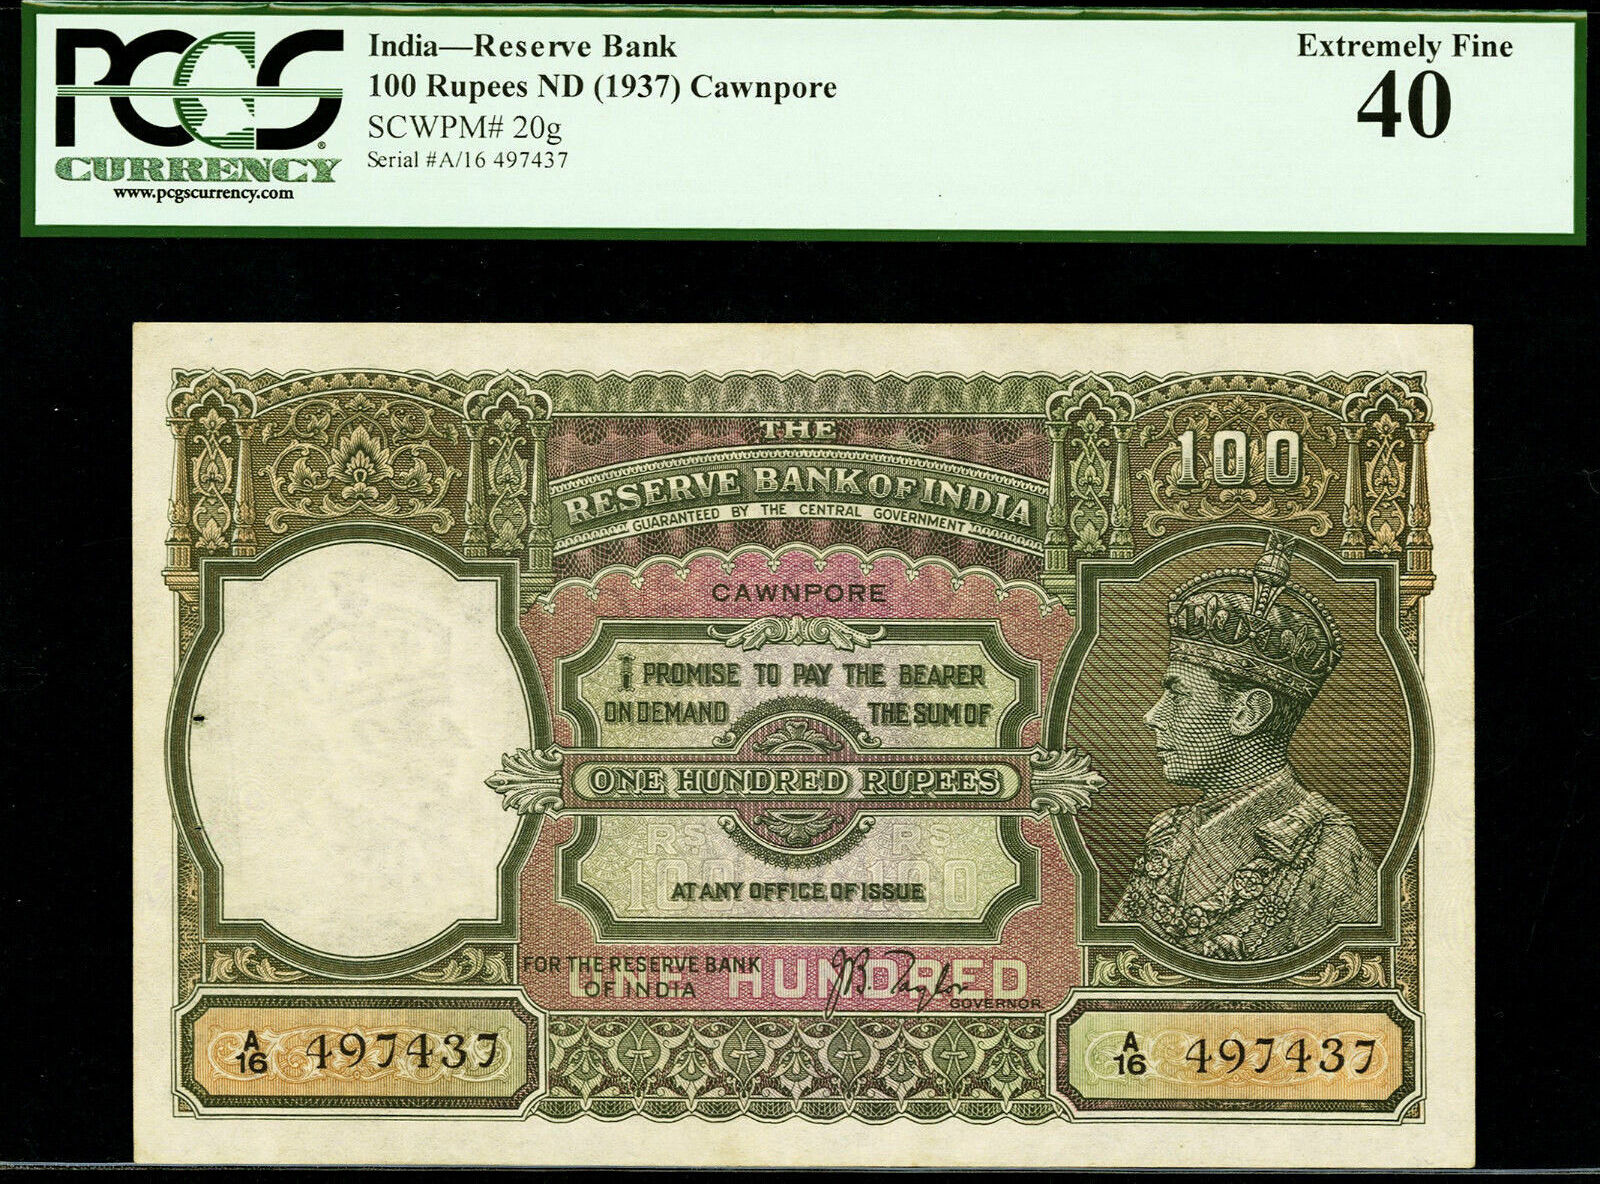 PCGS
CURRENCY
www.pcgscurrency.com
India—Reserve Bank
100 Rupees ND (1937) Cawnpore
SCWPM# 20g
Serial #A/16 497437
Extremely Fine
40
THE
RESERVE BANK OF INDIA
GUARANTEED BY THE CENTRAL GOVERNMENT
100
CAWNPORE
I PROMISE TO PAY THE BEARER
ON DEMAND THE SUM OF
ONE HUNDRED RUPEES
RS RS
100 100
AT ANY OFFICE OF ISSUE
ONE HUNDRED
FOR THE RESERVE BANK
OF INDIA
J.B. Taylor
GOVERNOR
A/16 497437
A/16 497437